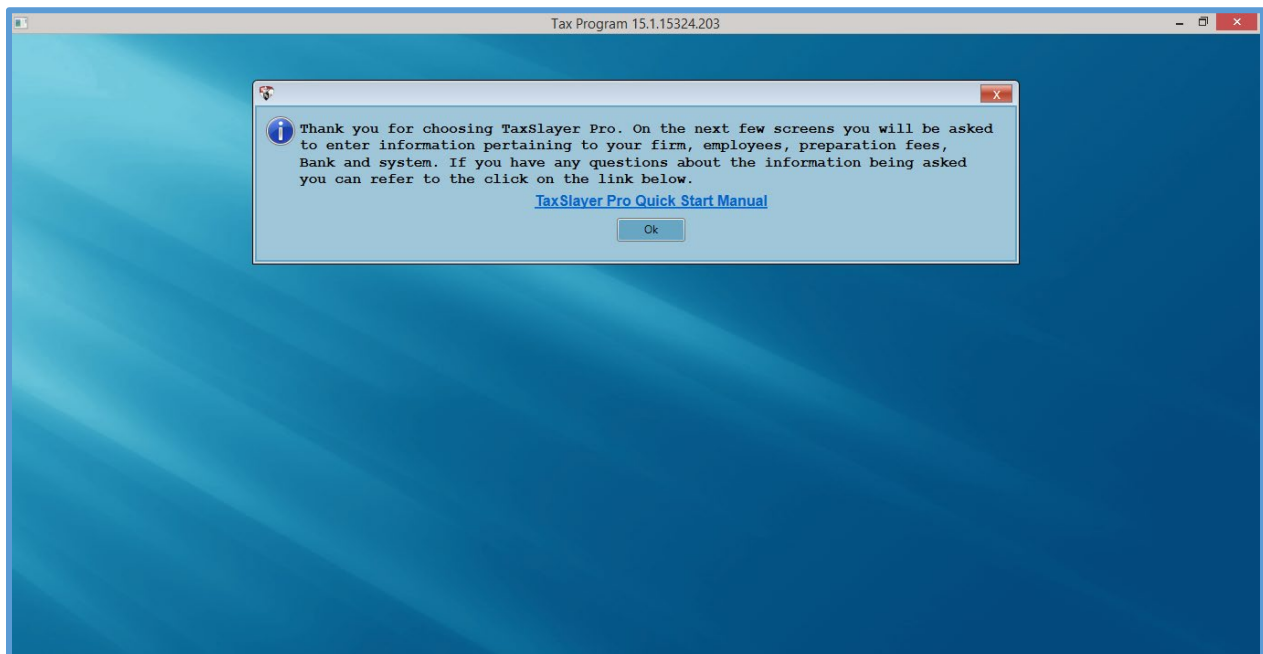 Tax Program 15.1.15324.203
Thank you for choosing TaxSlayer Pro. On the next few screens you will be asked
to enter information pertaining to your firm, employees, preparation fees,
Bank and system. If you have any questions about the information being asked
you can refer to the click on the link below.
TaxSlayer Pro Quick Start Manual
Ok